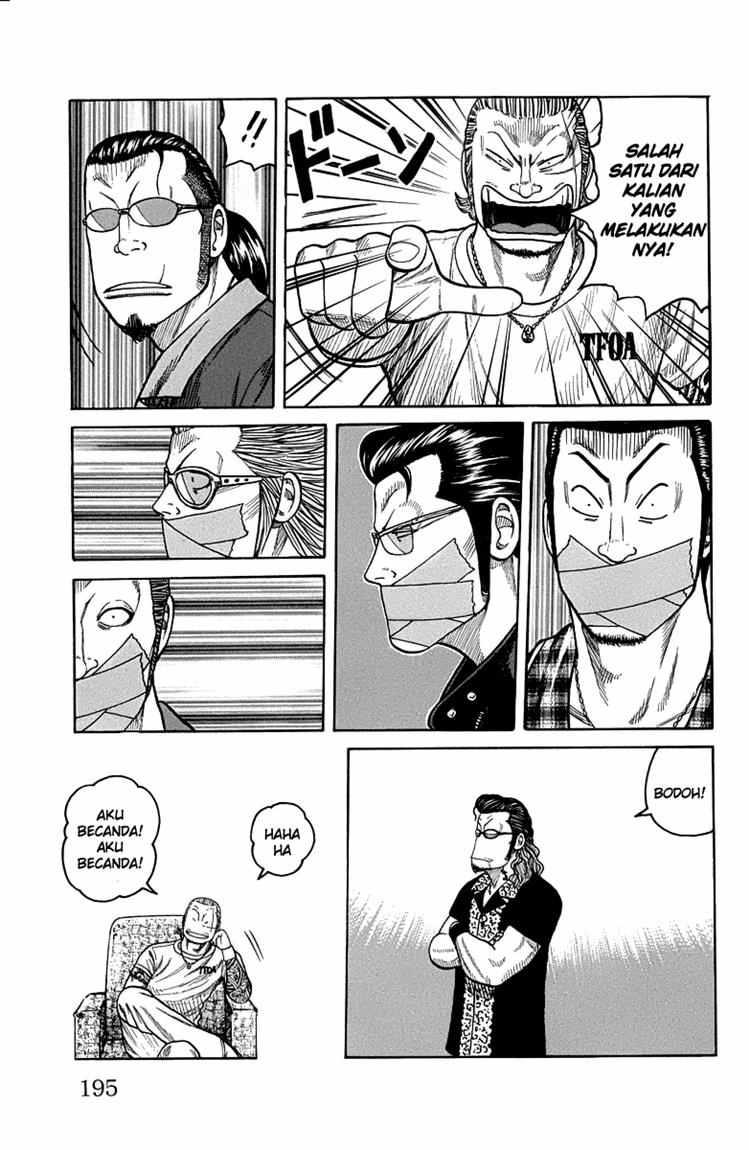 SALAH
SATU DARI
KALIAN
YANG
MELAKUKAN
NYA!
ドーン
TFOA
!!
BODOH!
HAHA
HA
AKU
BECANDA!
AKU
BECANDA!
TFOA
195